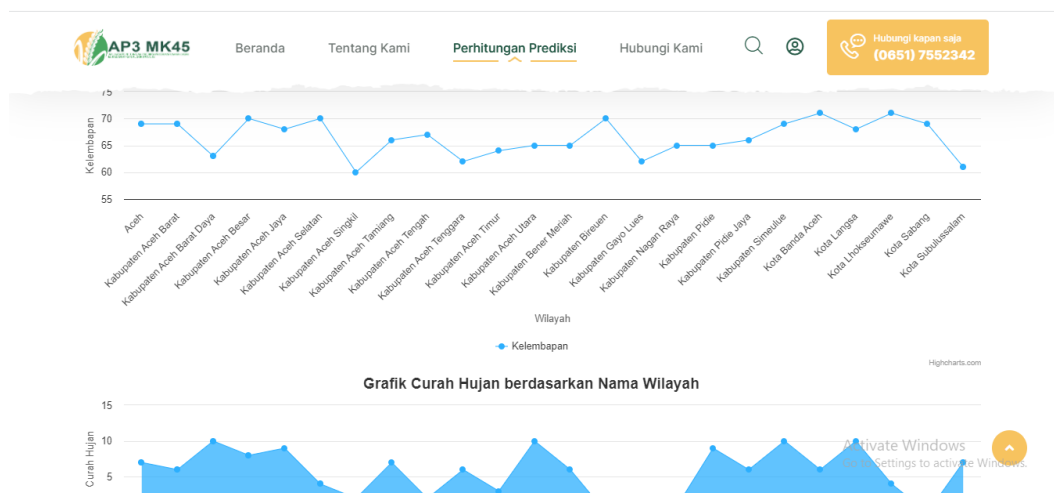 AP3 MK45
Beranda
Tentang Kami
Perhitungan Prediksi
Hubungi Kami
Hubungi kapan saja
(0651) 7552342
75
70
65
60
55
Kelembapan
Aceh
Kabupaten Aceh Barat
Kabupaten Aceh Barat Daya
Kabupaten Aceh Besar
Kabupaten Aceh Jaya
Kabupaten Aceh Selatan
Kabupaten Aceh Singkil
Kabupaten Aceh Tamiang
Kabupaten Aceh Tengah
Kabupaten Aceh Tenggara
Kabupaten Aceh Timur
Kabupaten Aceh Utara
Kabupaten Bener Meriah
Kabupaten Bireuen
Kabupaten Gayo Lues
Kabupaten Nagan Raya
Kabupaten Pidie
Kabupaten Pidie Jaya
Kabupaten Simeulue
Kota Banda Aceh
Kota Langsa
Kota Lhokseumawe
Kota Sabang
Kota Subulussalam
Wilayah
Kelembapan
Highcharts.com
Grafik Curah Hujan berdasarkan Nama Wilayah
15
10
5
Curah Hujan
Activate Windows
Settings to activate Windows.